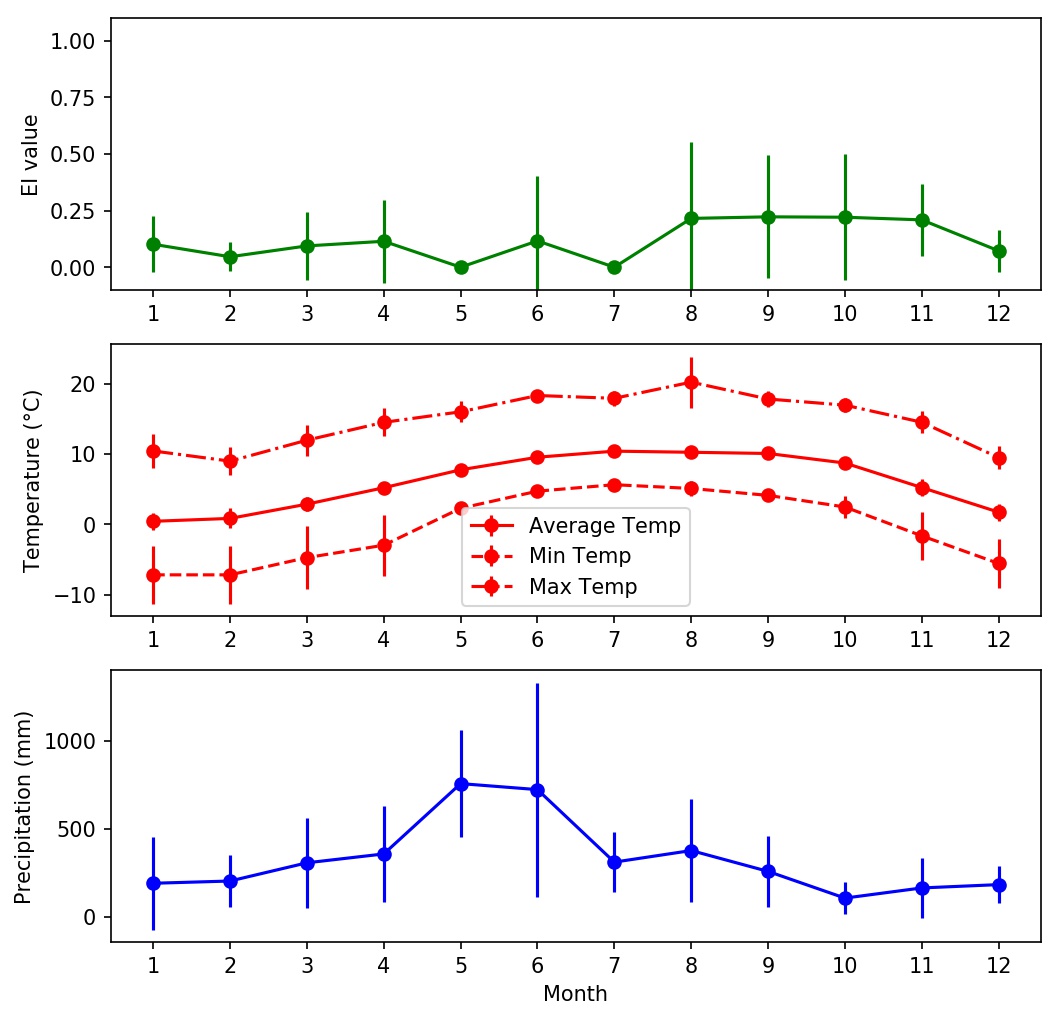 EI value
1.00
0.75
0.50
0.25
0.00
1 2 3 4 5 6 7 8 9 10 11 12
Temperature (°C)
20
10
0
−10
Average Temp
Min Temp
Max Temp
1 2 3 4 5 6 7 8 9 10 11 12
Precipitation (mm)
1000
500
0
1 2 3 4 5 6 7 8 9 10 11 12
Month